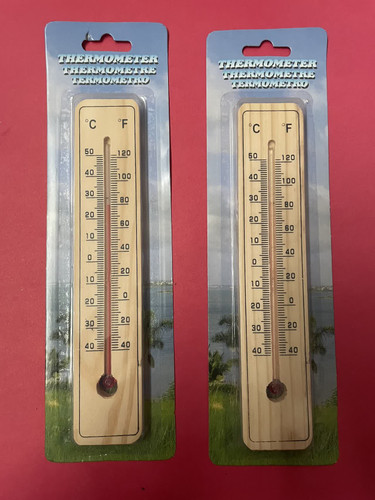 THERMOMETER
THERMOMETRE
TERMOMETRO
°C °F
50 120
40 100
30 80
20 60
10 40
0 20
10
20 0
30 20
40 40
THERMOMETER
THERMOMETRE
TERMOMETRO
°C °F
50 120
40 100
30 80
20 60
10 40
0 20
10
20 0
30 20
40 40